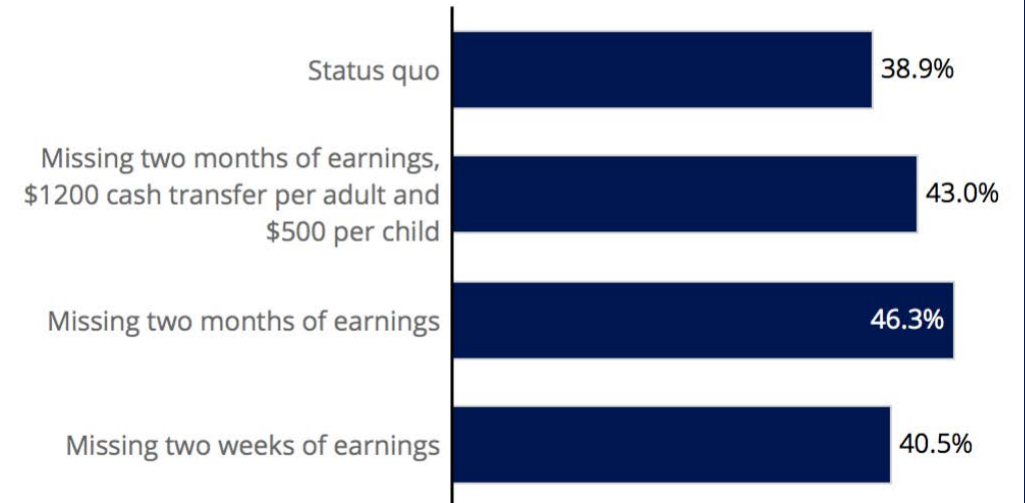 Status quo
38.9%
Missing two months of earnings,
$1200 cash transfer per adult and
$500 per child
43.0%
Missing two months of earnings
46.3%
Missing two weeks of earnings
40.5%